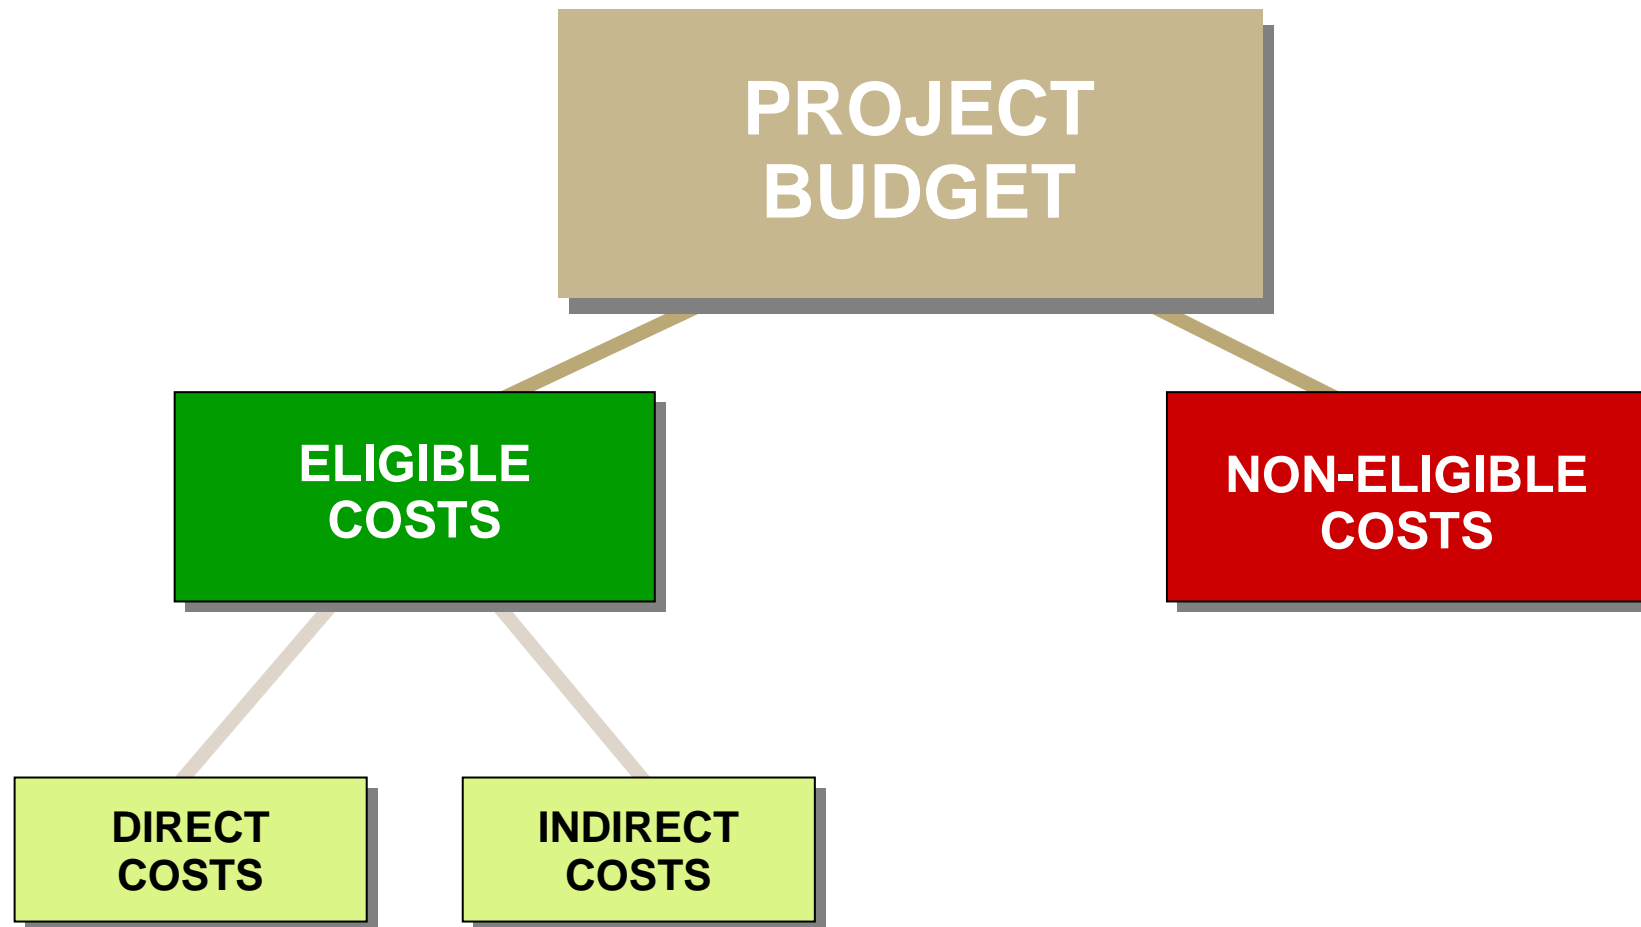 PROJECT
BUDGET
ELIGIBLE
COSTS
NON-ELIGIBLE
COSTS
DIRECT
COSTS
INDIRECT
COSTS